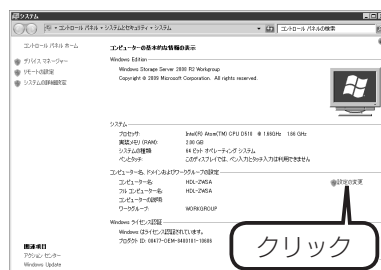 システム
コントロール パネル ▸ システムとセキュリティ ▸ システム
コントロール パネルの検索
コントロール パネル ホーム
デバイス マネージャー
リモートの設定
システムの詳細設定
コンピューターの基本的な情報の表示
Windows Edition
Windows Storage Server 2008 R2 Workgroup
Copyright © 2009 Microsoft Corporation. All rights reserved.
システム
プロセッサ: Intel(R) Atom(TM) CPU D510 @ 1.66GHz 1.66 GHz
実装メモリ (RAM): 2.00 GB
システムの種類: 64 ビット オペレーティング システム
ペンとタッチ: このディスプレイでは、ペン入力とタッチ入力は利用できません
コンピューター名、ドメインおよびワークグループの設定
コンピューター名: HDL-ZWSA
設定の変更
フル コンピューター名: HDL-ZWSA
コンピューターの説明:
ワークグループ: WORKGROUP
Windows ライセンス認証
Windows はライセンス認証されています。
プロダクト ID: 00477-OEM-8400101-10606
クリック
関連項目
アクション センター
Windows Update